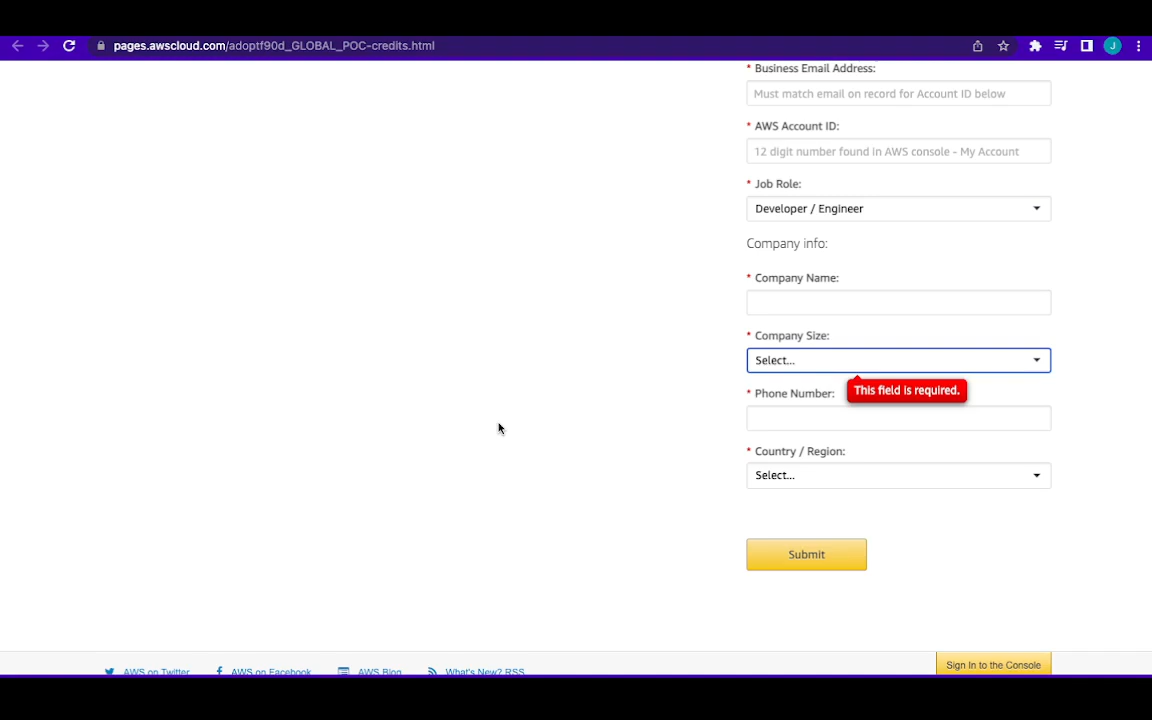 pages.awscloud.com/adoptf90d_GLOBAL_POC-credits.html
J
* Business Email Address:
Must match email on record for Account ID below
* AWS Account ID:
12 digit number found in AWS console - My Account
* Job Role:
Developer / Engineer
Company info:
* Company Name:
* Company Size:
Select...
This field is required.
* Phone Number:
* Country / Region:
Select...
Submit
AWS on Twitter
AWS on Facebook
AWS Blog
What's New? RSS
Sign In to the Console